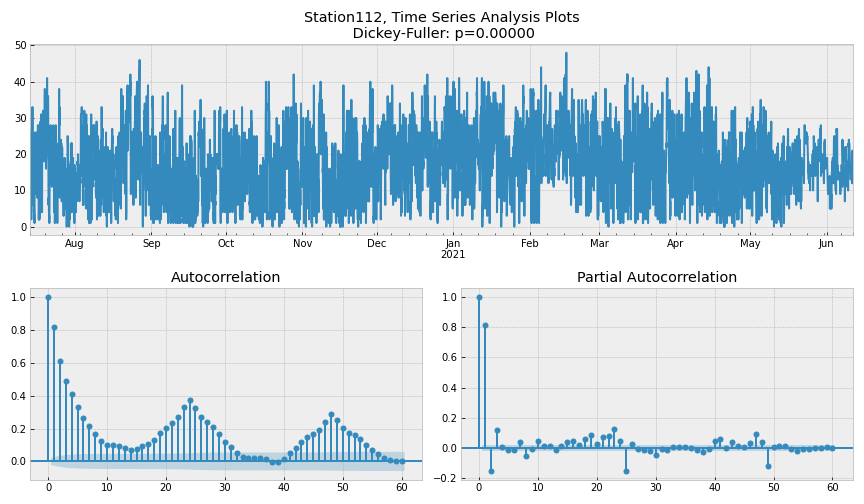 Station112, Time Series Analysis Plots
Dickey-Fuller: p=0.00000
50
40
30
20
10
0
Aug Sep Oct Nov Dec Jan Feb Mar Apr May Jun
2021
Autocorrelation
1.0
0.8
0.6
0.4
0.2
0.0
0 10 20 30 40 50 60
Partial Autocorrelation
1.0
0.8
0.6
0.4
0.2
0.0
−0.2
0 10 20 30 40 50 60